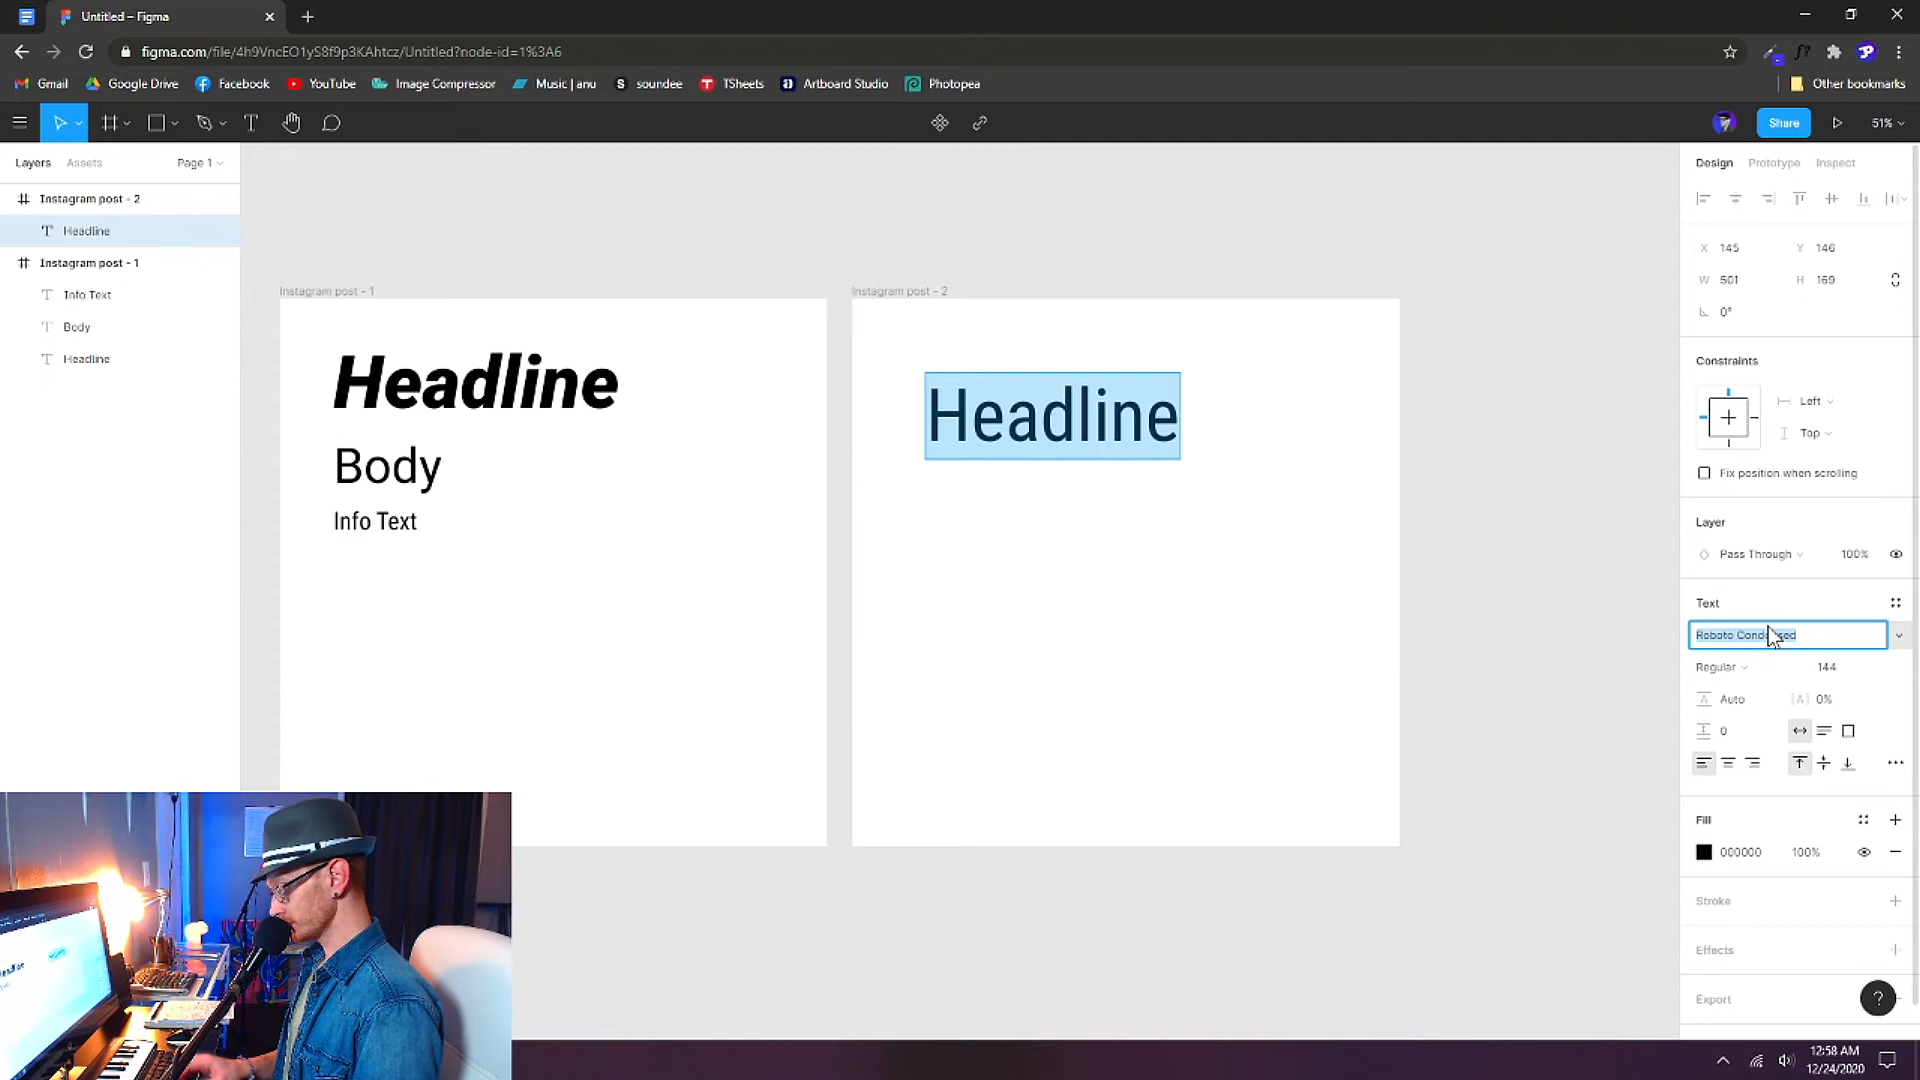 Untitled – Figma
figma.com/file/4h9VncEO1yS8f9p3KAhtcz/Untitled?node-id=1%3A6
Gmail
Google Drive
Facebook
YouTube
Image Compressor
Music | anu
soundee
TSheets
Artboard Studio
Photopea
Other bookmarks
Share
51%
Layers
Assets
Page 1
Instagram post - 2
Headline
Instagram post - 1
Info Text
Body
Headline
Instagram post - 1
Headline
Body
Info Text
Instagram post - 2
Headline
Design
Prototype
Inspect
X 145
Y 146
W 501
H 169
0°
Constraints
Left
Top
Fix position when scrolling
Layer
Pass Through
100%
Text
Regular
144
Auto
0%
0
Fill
000000
100%
Stroke
Effects
Export
?
12:58 AM
12/24/2020